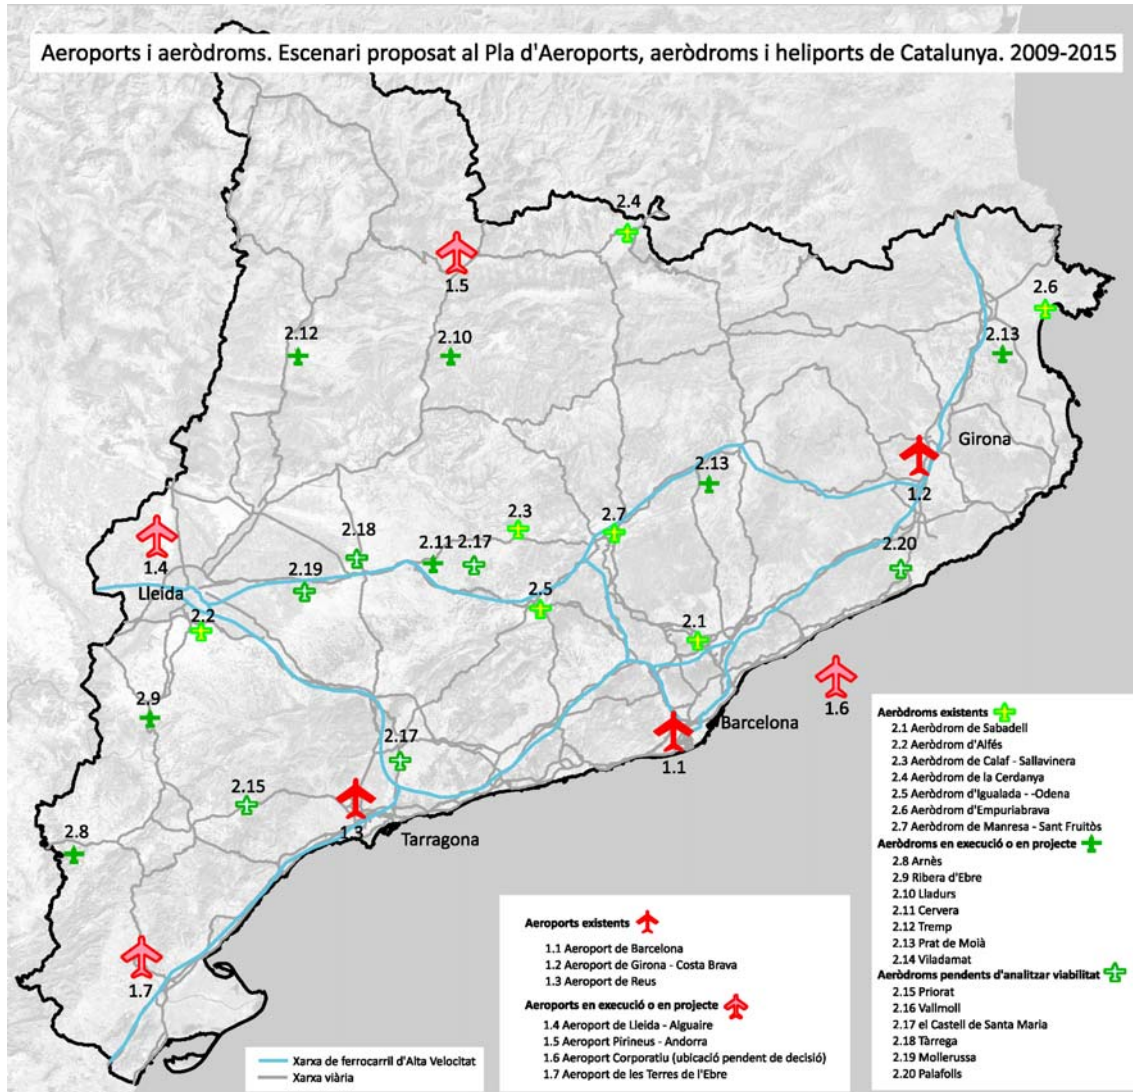 Aeroports i aeròdroms. Escenari proposat al Pla d'Aeroports, aeròdroms i heliports de Catalunya. 2009-2015
2.4
1.5
2.6
2.12
2.10
2.13
Girona
1.2
2.13
2.3
2.7
2.18
2.11
2.17
2.20
1.4
Lleida
2.19
2.5
2.2
2.1
1.6
2.9
Barcelona
1.1
2.17
2.15
1.3
Tarragona
2.8
1.7
Xarxa de ferrocarril d'Alta Velocitat
Xarxa viària
Aeroports existents
1.1 Aeroport de Barcelona
1.2 Aeroport de Girona - Costa Brava
1.3 Aeroport de Reus
Aeroports en execució o en projecte
1.4 Aeroport de Lleida - Alguaire
1.5 Aeroport Pirineus - Andorra
1.6 Aeroport Corporatiu (ubicació pendent de decisió)
1.7 Aeroport de les Terres de l'Ebre
Aeròdroms existents
2.1 Aeròdrom de Sabadell
2.2 Aeròdrom d'Alfés
2.3 Aeròdrom de Calaf - Sallavinera
2.4 Aeròdrom de la Cerdanya
2.5 Aeròdrom d'Igualada - -Odena
2.6 Aeròdrom d'Empuriabrava
2.7 Aeròdrom de Manresa - Sant Fruitòs
Aeròdroms en execució o en projecte
2.8 Arnès
2.9 Ribera d'Ebre
2.10 Lladurs
2.11 Cervera
2.12 Tremp
2.13 Prat de Moià
2.14 Viladamat
Aeròdroms pendents d'analitzar viabilitat
2.15 Priorat
2.16 Vallmoll
2.17 el Castell de Santa Maria
2.18 Tàrrega
2.19 Mollerussa
2.20 Palafolls